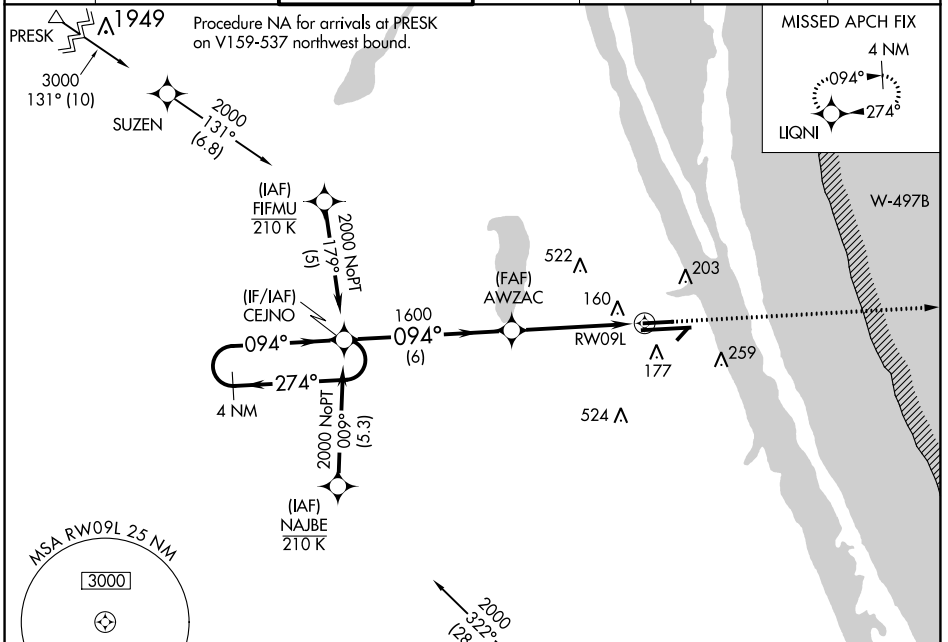 PRESK
1949
3000
131° (10)
Procedure NA for arrivals at PRESK
on V159-537 northwest bound.
MISSED APCH FIX
4 NM
094°
274°
LIQNI
SUZEN
2000
131°
(6.8)
W-497B
(IAF)
FIFMU
210 K
2000 NoPT
179°
(5)
522
203
(FAF)
AWZAC
160
(IF/IAF)
CEJNO
1600
094°
(6)
094°
274°
4 NM
RW09L
177
259
524
2000 NoPT
009°
(5.3)
(IAF)
NAJBE
210 K
MSA RW09L 25 NM
3000
2000
322°
(28